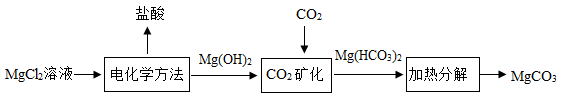 盐酸
CO₂
Mg(OH)₂
Mg(HCO₃)₂
MgCl₂溶液
电化学方法
CO₂矿化
加热分解
MgCO₃